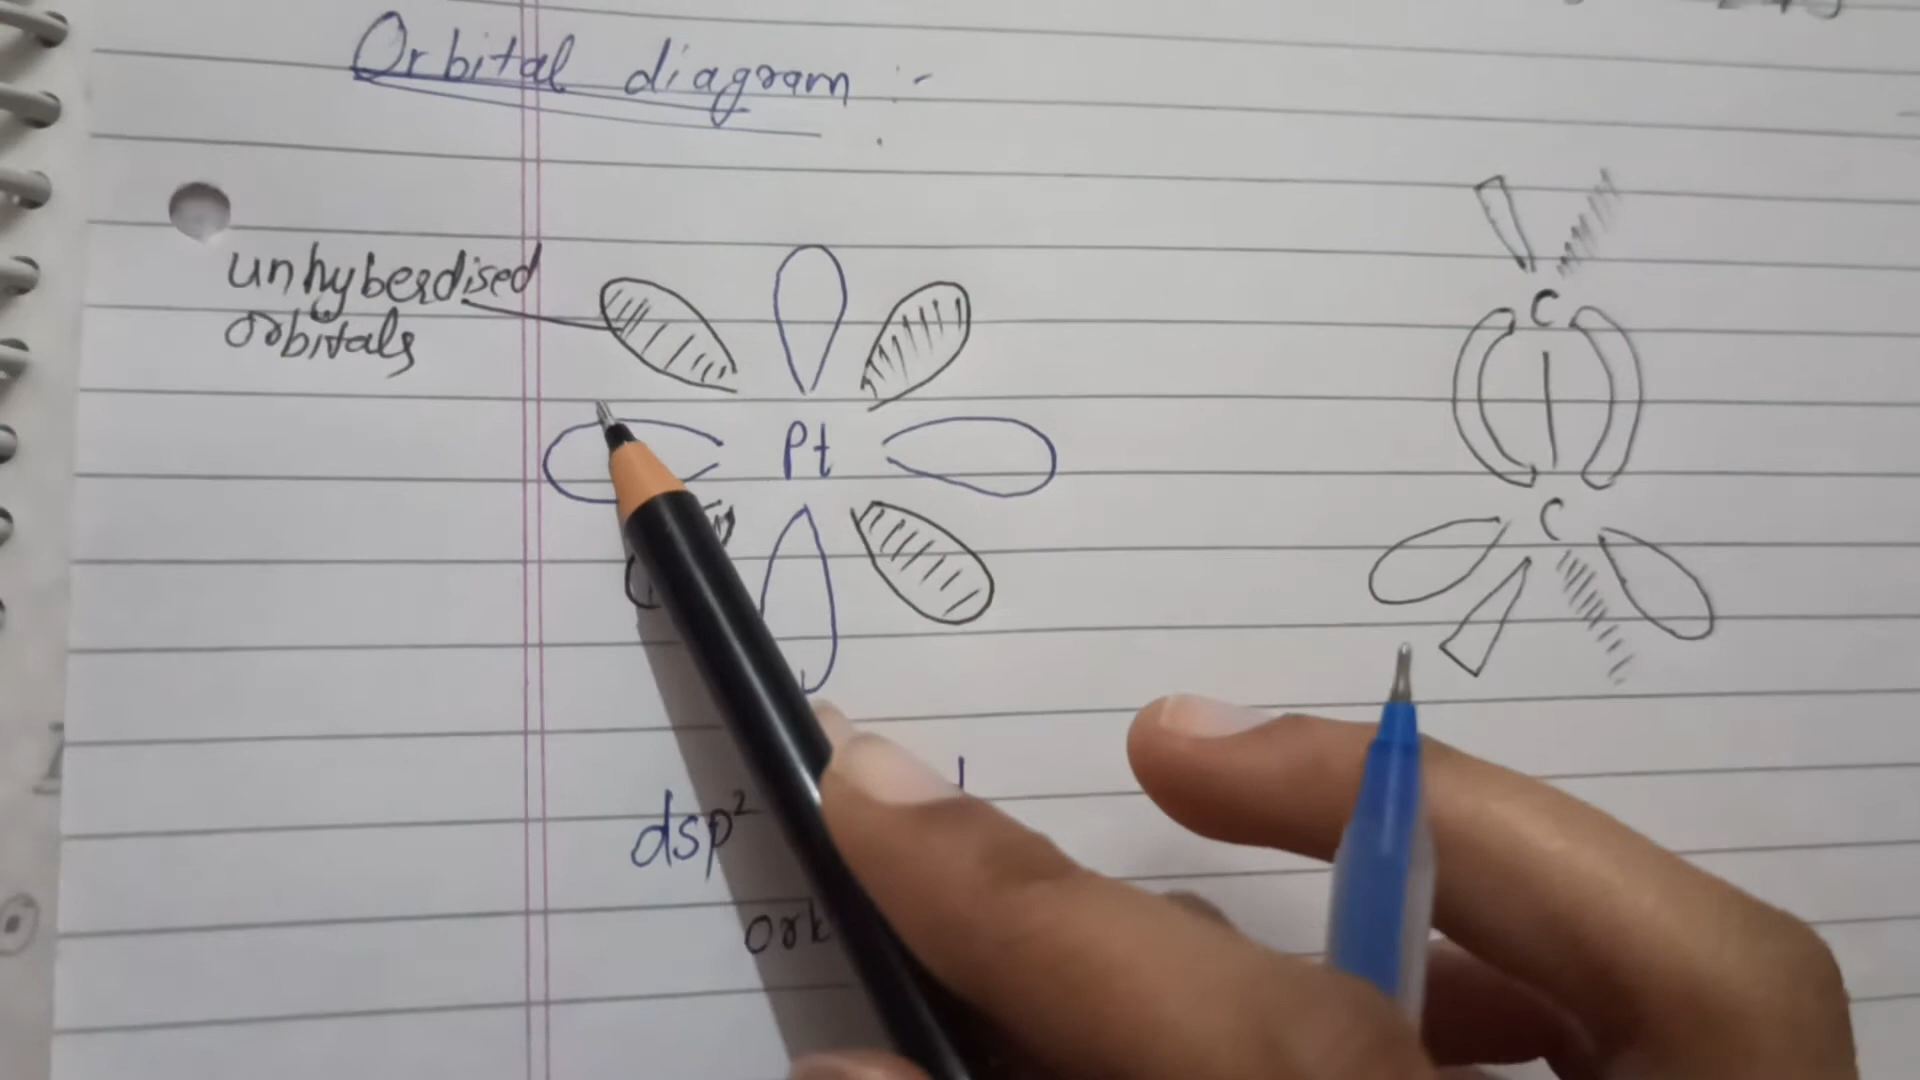 Orbital diagram :-
unhyberdised
orbitals
Pt
C
C
dsp²